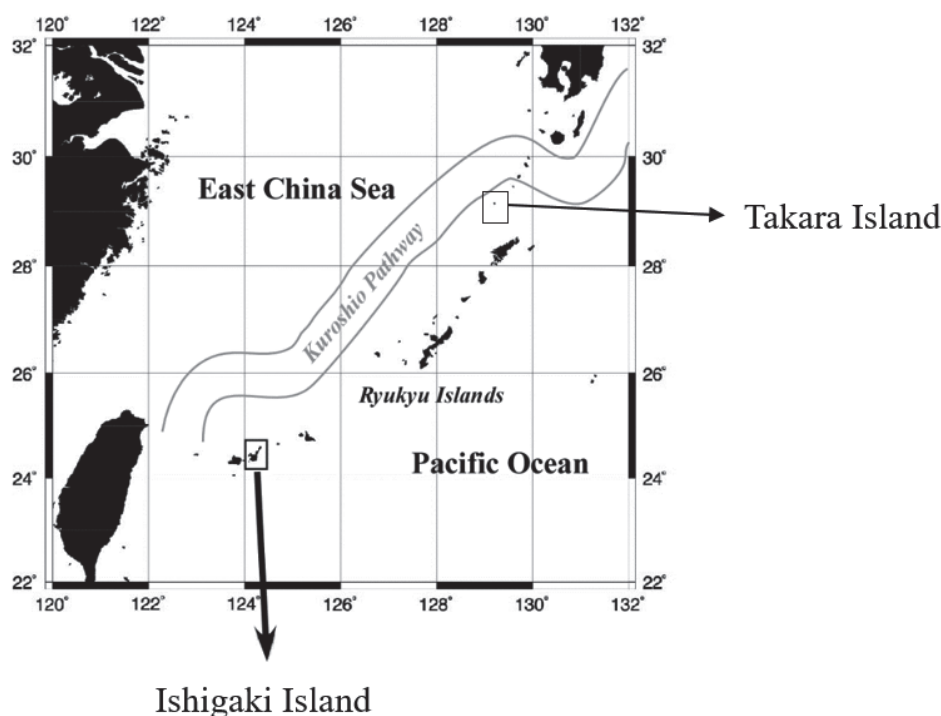 120° 122° 124° 126° 128° 130° 132°
32° 32°
30° 30°
East China Sea
Takara Island
28° 28°
Kuroshio Pathway
26° 26°
Ryukyu Islands
Pacific Ocean
24° 24°
22° 22°
120° 122° 124° 126° 128° 130° 132°
Ishigaki Island